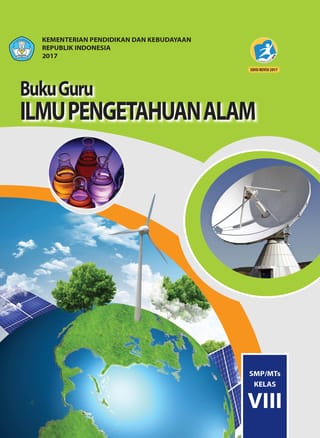 KEMENTERIAN PENDIDIKAN DAN KEBUDAYAAN
REPUBLIK INDONESIA
2017
EDISI REVISI 2017
Buku Guru
ILMU PENGETAHUAN ALAM
SMP/MTs
KELAS
VIII